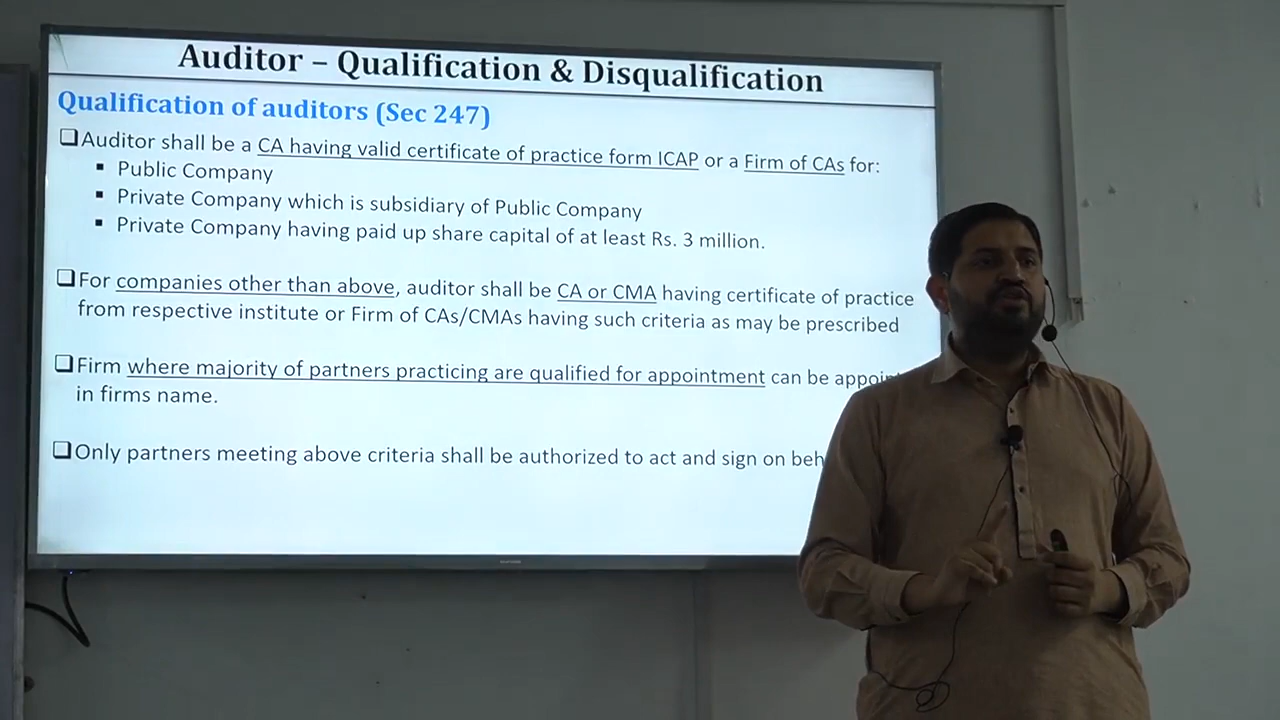 Auditor – Qualification & Disqualification
Qualification of auditors (Sec 247)
Auditor shall be a CA having valid certificate of practice form ICAP or a Firm of CAs for:
Public Company
Private Company which is subsidiary of Public Company
Private Company having paid up share capital of at least Rs. 3 million.
For companies other than above, auditor shall be CA or CMA having certificate of practice
from respective institute or Firm of CAs/CMAs having such criteria as may be prescribed
Firm where majority of partners practicing are qualified for appointment can be
in firms name.
Only partners meeting above criteria shall be authorized to act and sign on